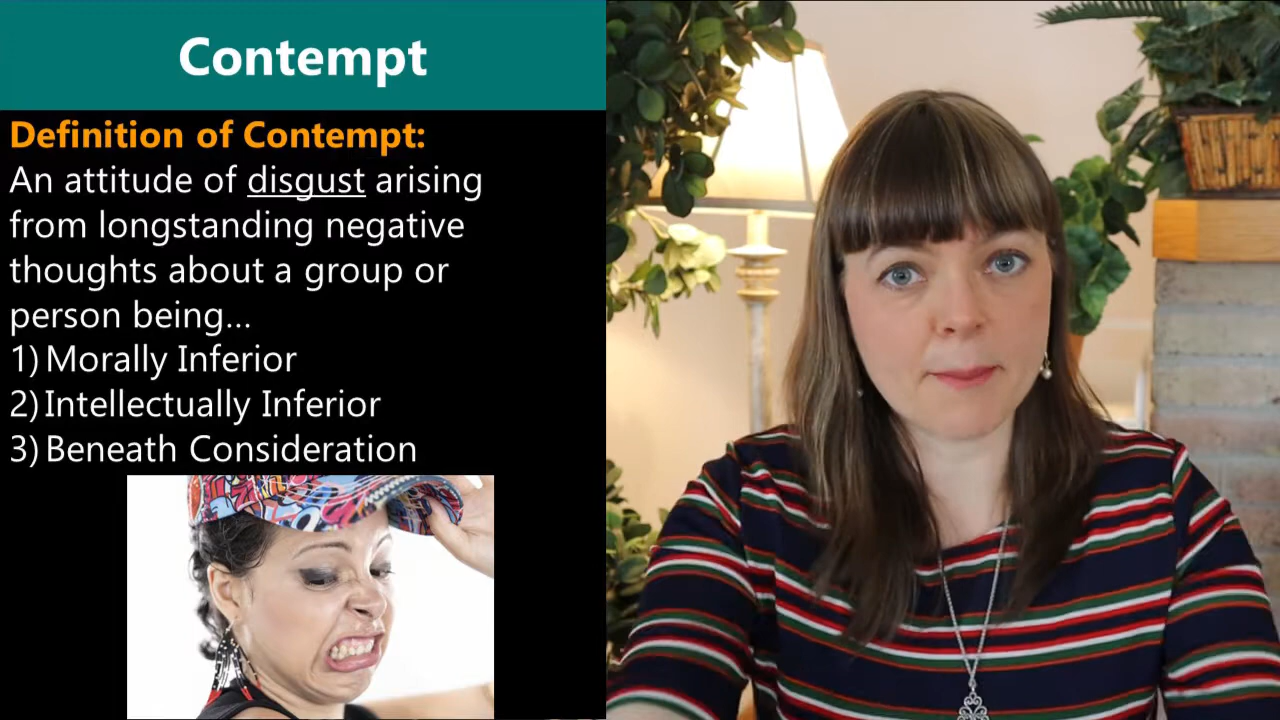 Contempt
Definition of Contempt:
An attitude of disgust arising
from longstanding negative
thoughts about a group or
person being...
1) Morally Inferior
2) Intellectually Inferior
3) Beneath Consideration